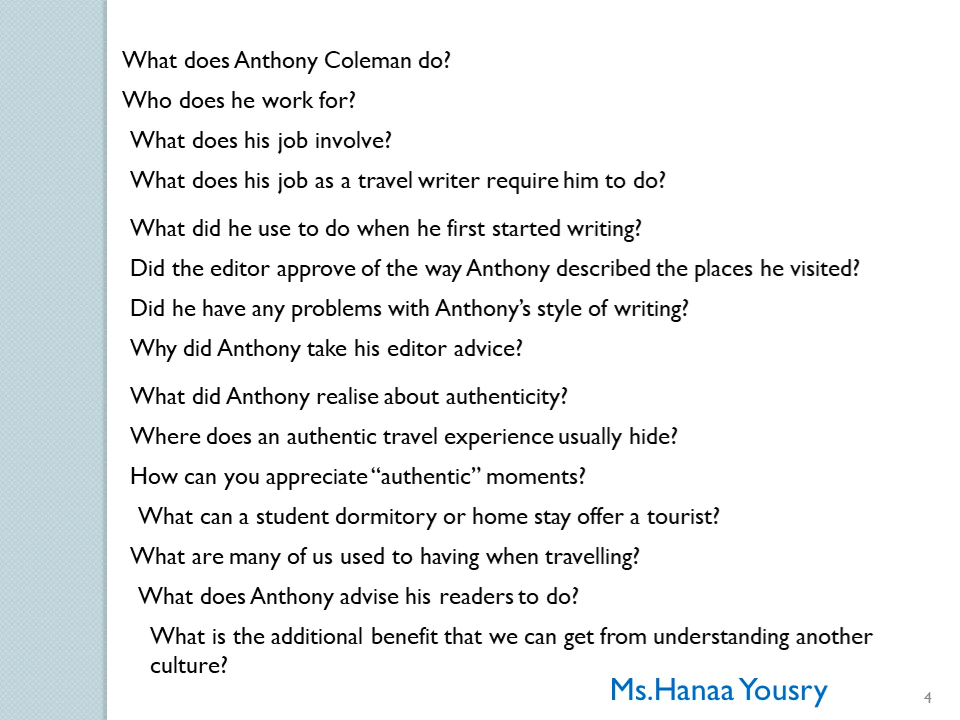 What does Anthony Coleman do?
Who does he work for?
What does his job involve?
What does his job as a travel writer require him to do?
What did he use to do when he first started writing?
Did the editor approve of the way Anthony described the places he visited?
Did he have any problems with Anthony’s style of writing?
Why did Anthony take his editor advice?
What did Anthony realise about authenticity?
Where does an authentic travel experience usually hide?
How can you appreciate “authentic” moments?
What can a student dormitory or home stay offer a tourist?
What are many of us used to having when travelling?
What does Anthony advise his readers to do?
What is the additional benefit that we can get from understanding another
culture?
Ms.Hanaa Yousry
4